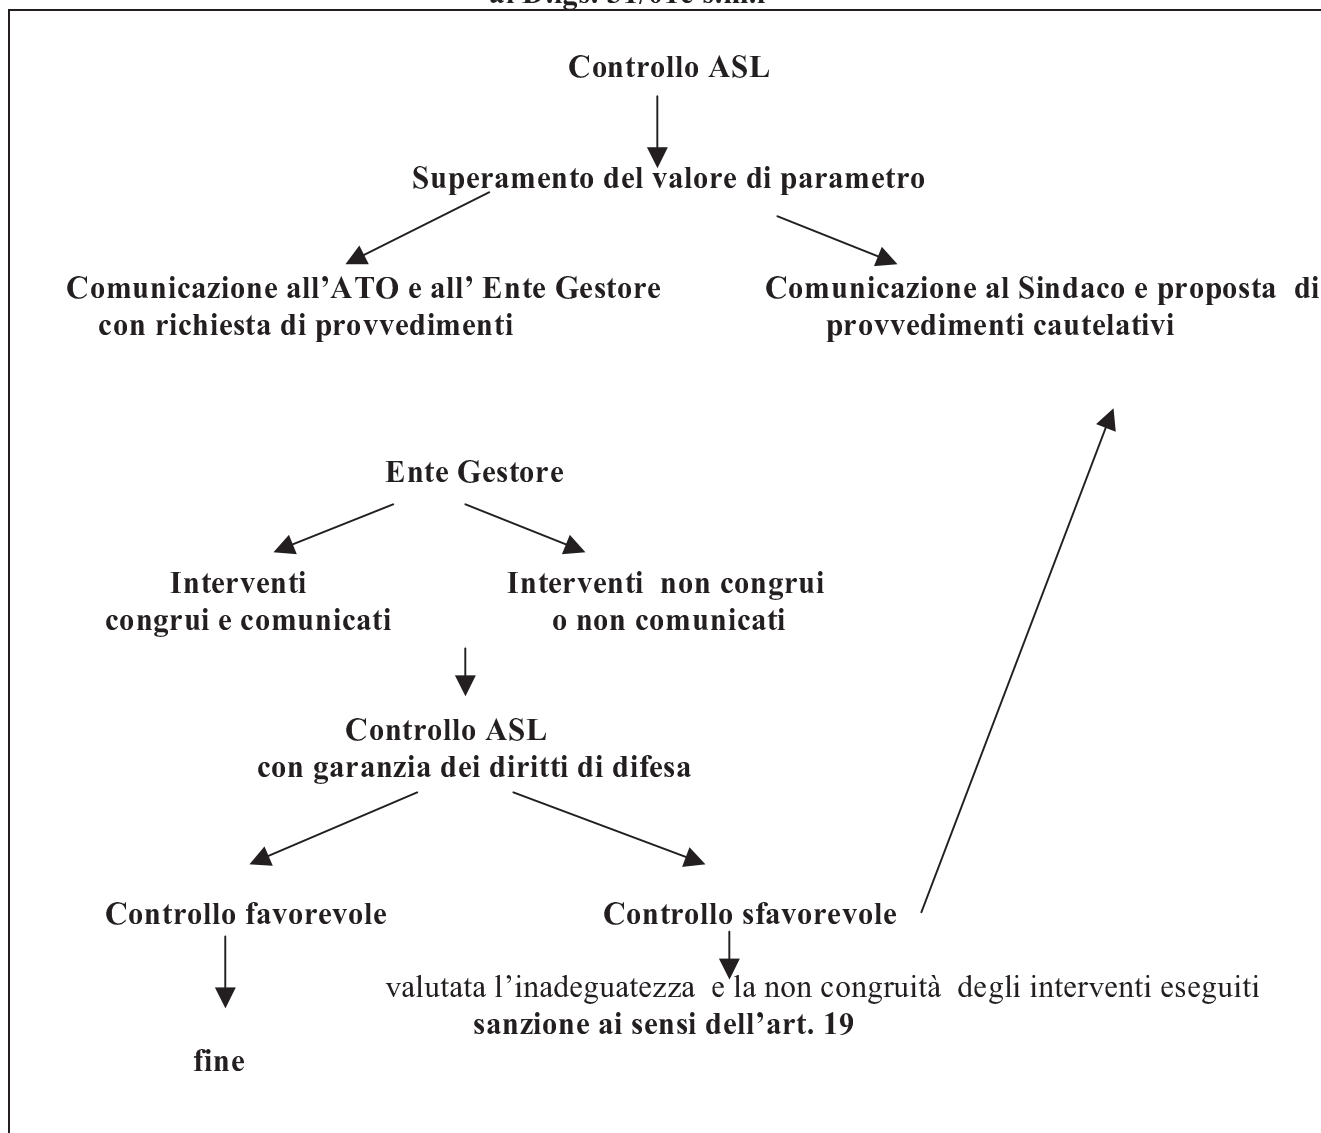 Controllo ASL
Superamento del valore di parametro
Comunicazione all’ATO e all’ Ente Gestore
con richiesta di provvedimenti
Comunicazione al Sindaco e proposta di
provvedimenti cautelativi
Ente Gestore
Interventi
congrui e comunicati
Interventi non congrui
o non comunicati
Controllo ASL
con garanzia dei diritti di difesa
Controllo favorevole
Controllo sfavorevole
valutata l’inadeguatezza e la non congruità degli interventi eseguiti
sanzione ai sensi dell’art. 19
fine